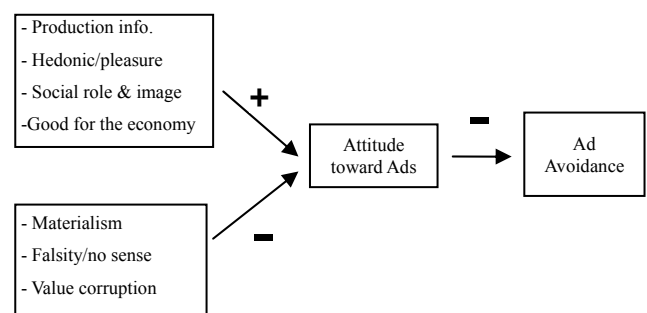 - Production info.
- Hedonic/pleasure
- Social role & image
-Good for the economy
+
-
Attitude
toward Ads
Ad
Avoidance
- Materialism
- Falsity/no sense
- Value corruption
-